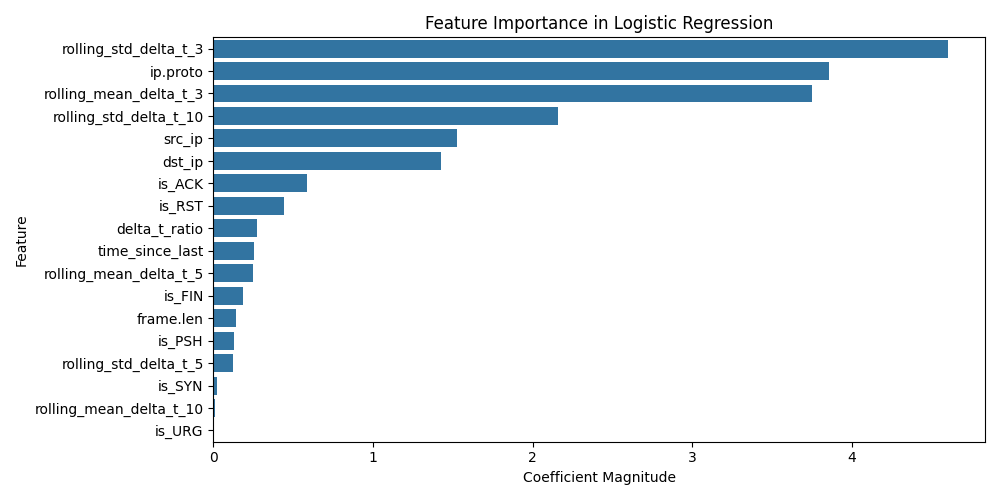 Feature Importance in Logistic Regression
rolling_std_delta_t_3
ip.proto
rolling_mean_delta_t_3
rolling_std_delta_t_10
src_ip
dst_ip
is_ACK
is_RST
delta_t_ratio
time_since_last
rolling_mean_delta_t_5
is_FIN
frame.len
is_PSH
rolling_std_delta_t_5
is_SYN
rolling_mean_delta_t_10
is_URG
Feature
0 1 2 3 4
Coefficient Magnitude